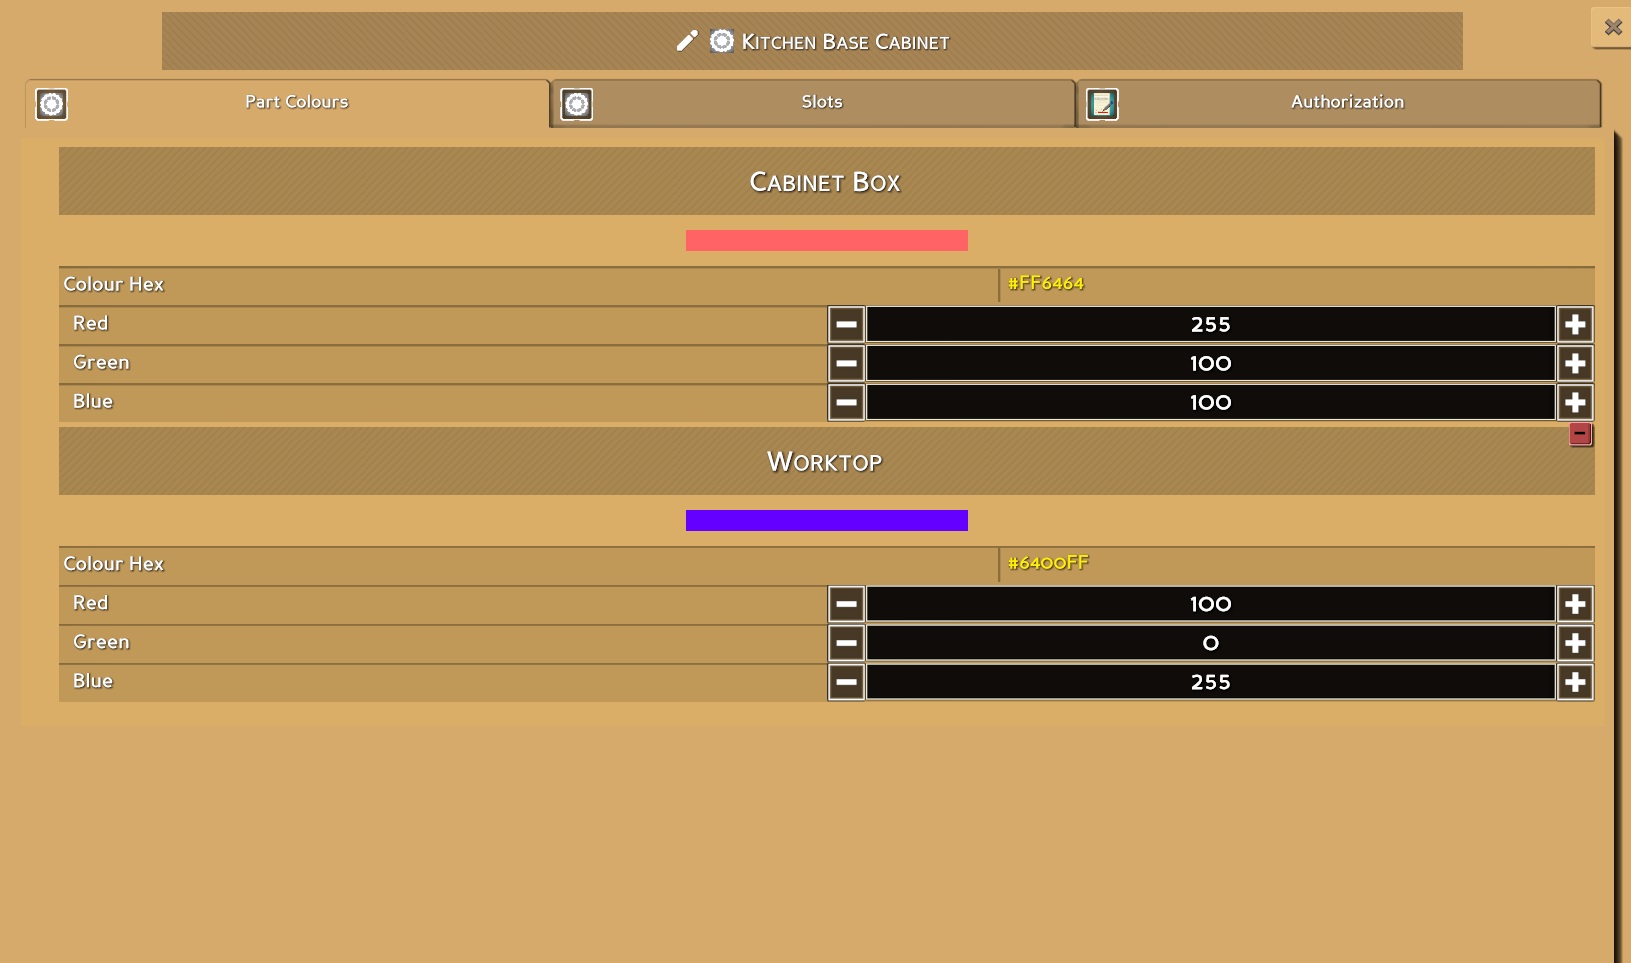 Kitchen Base Cabinet
Part Colours
Slots
Authorization
Cabinet Box
Colour Hex #FF6464
Red 255
Green 100
Blue 100
Worktop
Colour Hex #6400FF
Red 100
Green 0
Blue 255